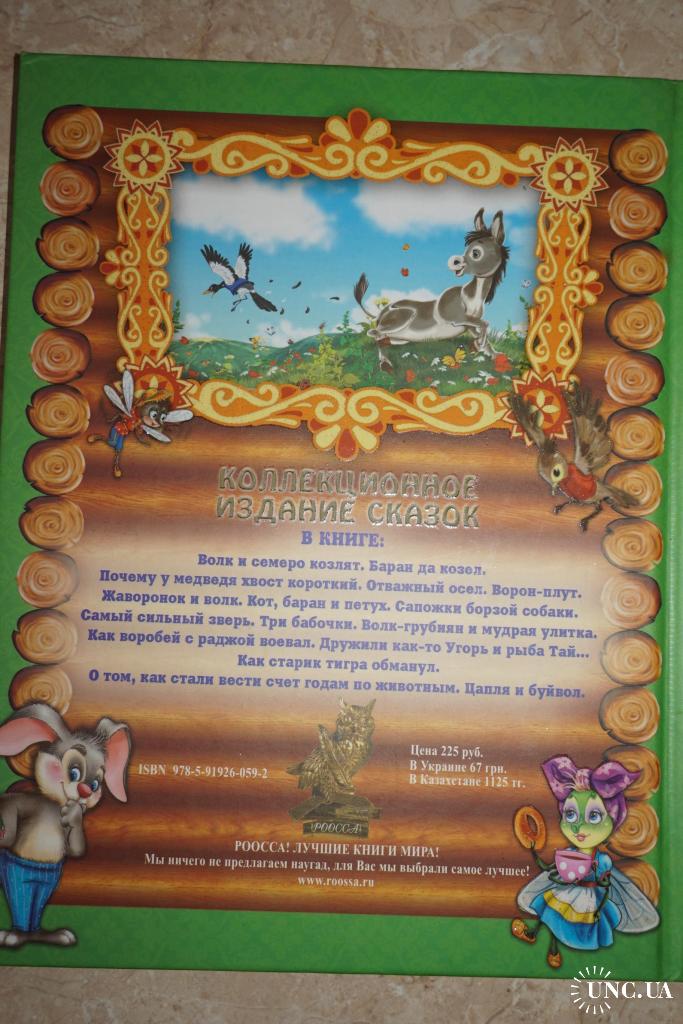 КОЛЛЕКЦИОННОЕ
ИЗДАНИЕ СКАЗОК
В КНИГЕ:
Волк и семеро козлят. Баран да козел.
Почему у медведя хвост короткий. Отважный осел. Ворон-плут.
Жаворонок и волк. Кот, баран и петух. Сапожки борзой собаки.
Самый сильный зверь. Три бабочки. Волк-грубиян и мудрая улитка.
Как воробей с раджой воевал. Дружили как-то Угорь и рыба Тай...
Как старик тигра обманул.
О том, как стали вести счет годам по животным. Цапля и буйвол.
ISBN 978-5-91926-059-2
Цена 225 руб.
В Украине 67 грн.
В Казахстане 1125 тг.
РООССА
РООССА! ЛУЧШИЕ КНИГИ МИРА!
Мы ничего не предлагаем наугад, для Вас мы выбрали самое лучшее!
www.roossa.ru
UNC.UA